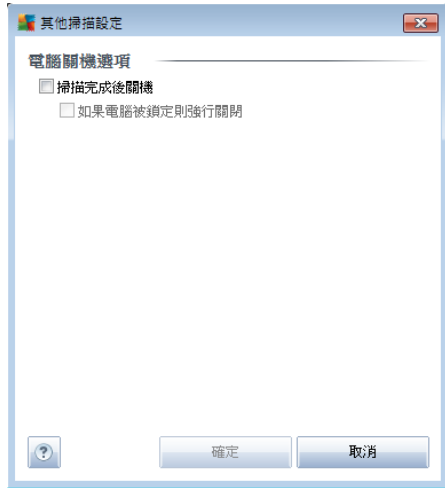 其他掃描設定
電腦關機選項
掃描完成後關機
如果電腦被鎖定則強行關閉
?
確定
取消